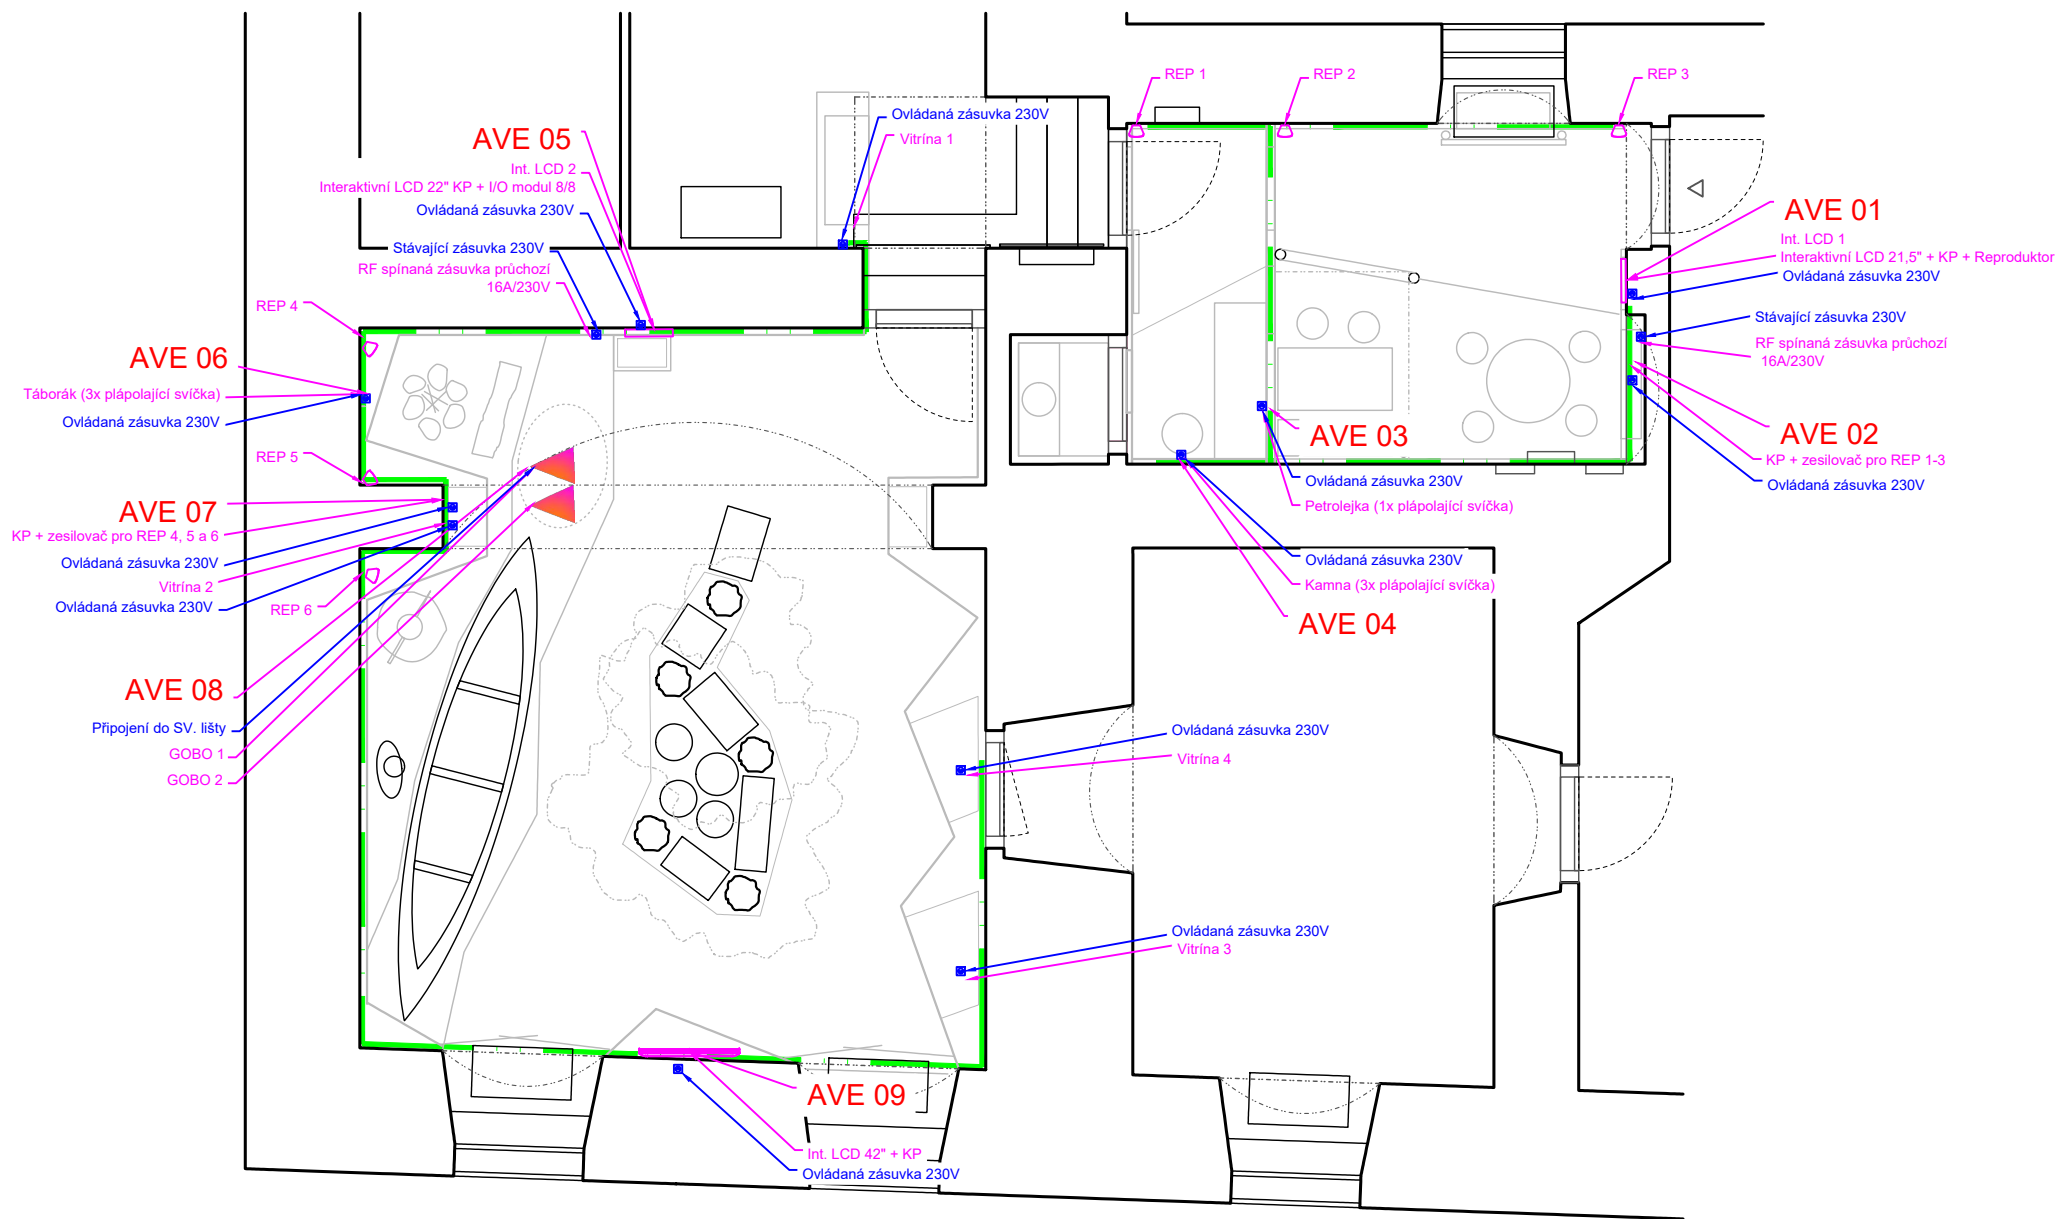 REP 1
REP 2
REP 3
Ovládaná zásuvka 230V
Vitrína 1
AVE 05
Int. LCD 2
Interaktivní LCD 22" KP + I/O modul 8/8
Ovládaná zásuvka 230V
Stávající zásuvka 230V
RF spínaná zásuvka průchozí
16A/230V
AVE 01
Int. LCD 1
Interaktivní LCD 21,5" + KP + Reproduktor
Ovládaná zásuvka 230V
Stávající zásuvka 230V
RF spínaná zásuvka průchozí
16A/230V
REP 4
AVE 06
Táborák (3x plápolající svíčka)
Ovládaná zásuvka 230V
REP 5
AVE 03
Ovládaná zásuvka 230V
Petrolejka (1x plápolající svíčka)
AVE 02
KP + zesilovač pro REP 1-3
Ovládaná zásuvka 230V
AVE 07
KP + zesilovač pro REP 4, 5 a 6
Ovládaná zásuvka 230V
Vitrína 2
Ovládaná zásuvka 230V
REP 6
Ovládaná zásuvka 230V
Kamna (3x plápolající svíčka)
AVE 04
AVE 08
Připojení do SV. lišty
GOBO 1
GOBO 2
Ovládaná zásuvka 230V
Vitrína 4
Ovládaná zásuvka 230V
Vitrína 3
AVE 09
Int. LCD 42" + KP
Ovládaná zásuvka 230V